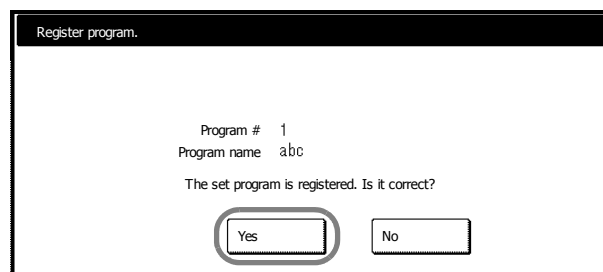 Register program.
Program # 1
Program name abc
The set program is registered. Is it correct?
Yes No